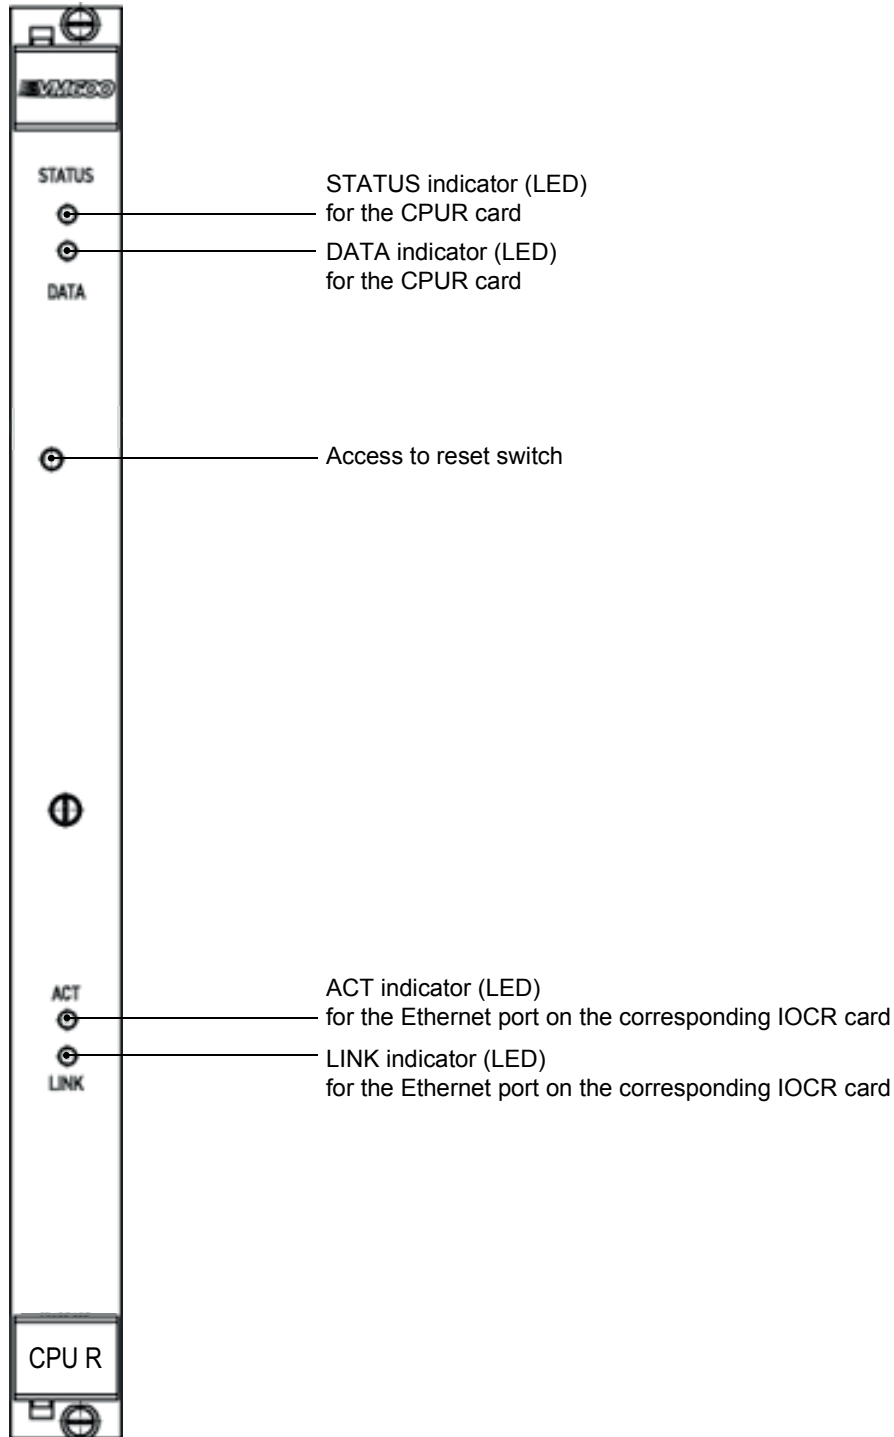 VM600
STATUS
STATUS indicator (LED)
for the CPUR card
DATA indicator (LED)
for the CPUR card
DATA
Access to reset switch
ACT
ACT indicator (LED)
for the Ethernet port on the corresponding IOCR card
LINK indicator (LED)
for the Ethernet port on the corresponding IOCR card
LINK
CPU R